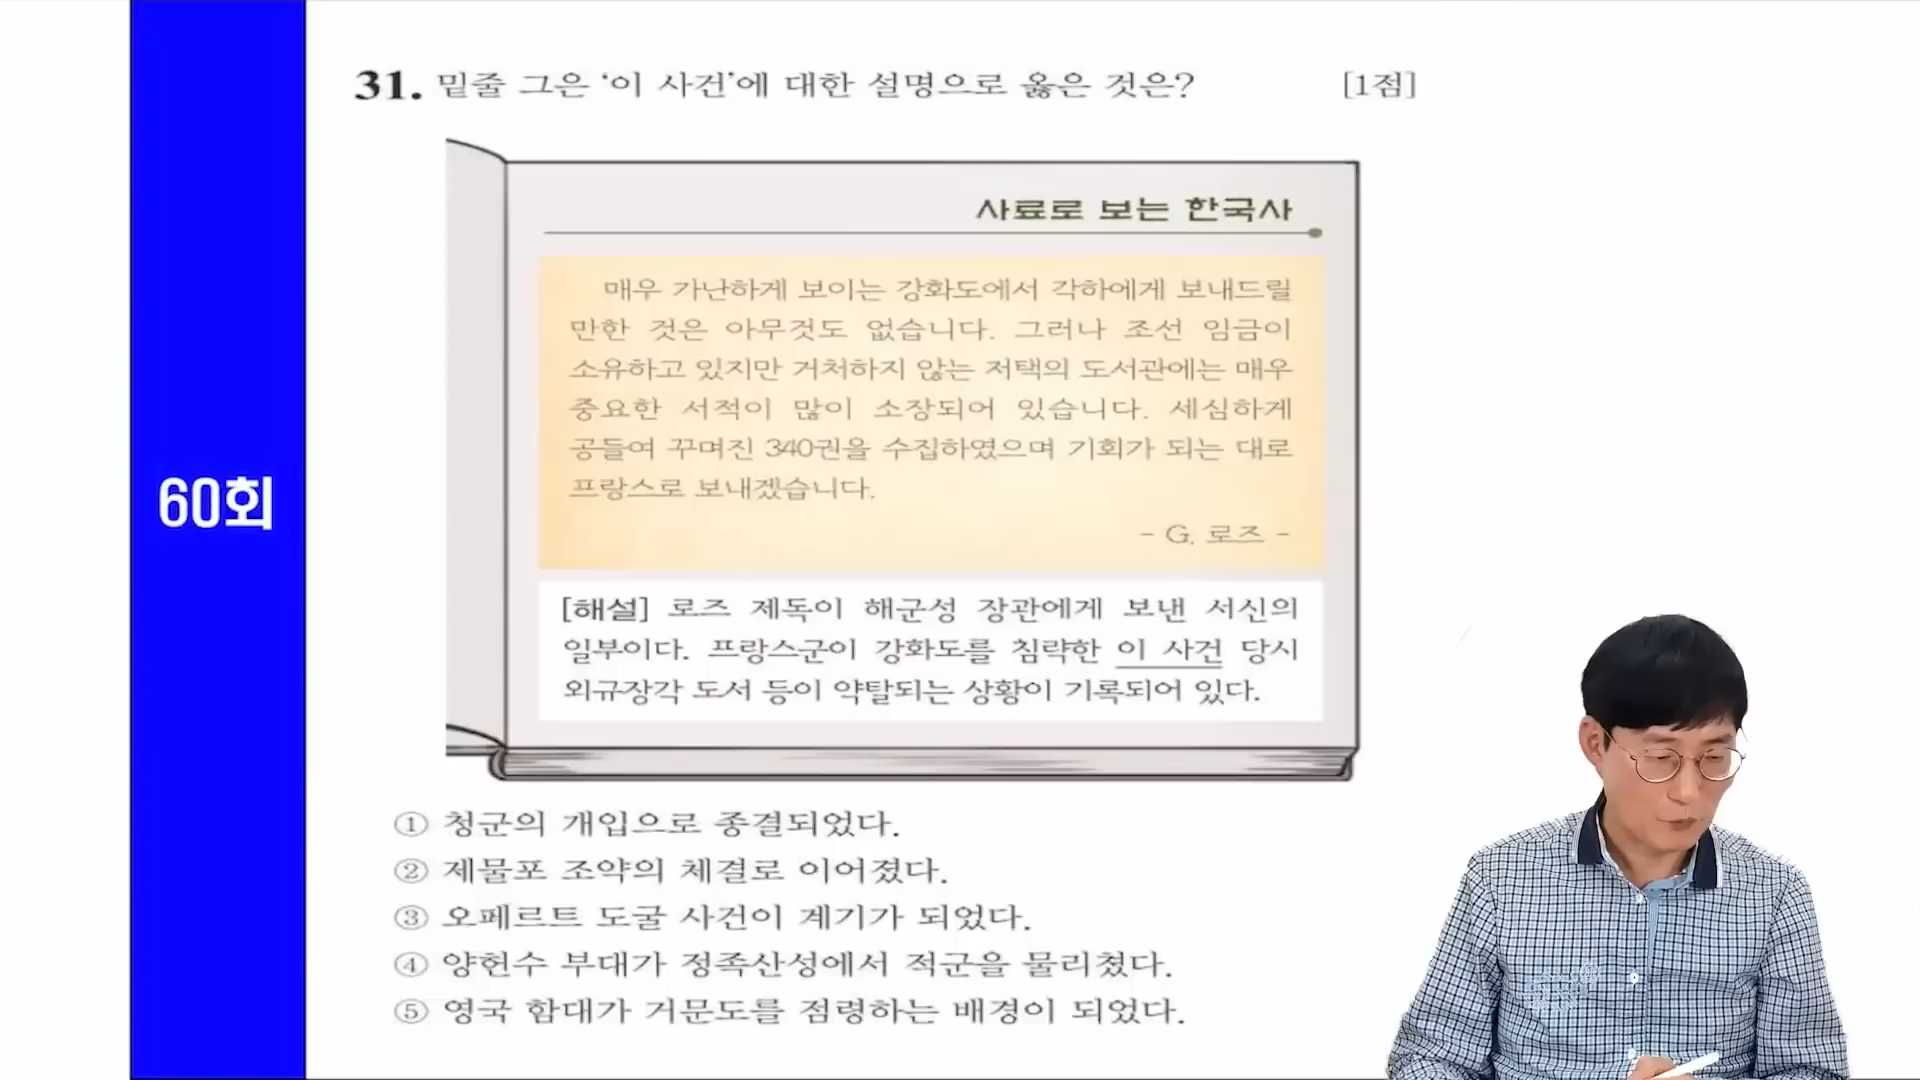 60회
31. 밑줄 그은 ‘이 사건’에 대한 설명으로 옳은 것은? [1점]
사료로 보는 한국사
매우 가난하게 보이는 강화도에서 각하에게 보내드릴
만한 것은 아무것도 없습니다. 그러나 조선 임금이
소유하고 있지만 거처하지 않는 저택의 도서관에는 매우
중요한 서적이 많이 소장되어 있습니다. 세심하게
공들여 꾸며진 340권을 수집하였으며 기회가 되는 대로
프랑스로 보내겠습니다.
- G. 로즈 -
[해설] 로즈 제독이 해군성 장관에게 보낸 서신의
일부이다. 프랑스군이 강화도를 침략한 이 사건 당시
외규장각 도서 등이 약탈되는 상황이 기록되어 있다.
① 청군의 개입으로 종결되었다.
② 제물포 조약의 체결로 이어졌다.
③ 오페르트 도굴 사건이 계기가 되었다.
④ 양헌수 부대가 정족산성에서 적군을 물리쳤다.
⑤ 영국 함대가 거문도를 점령하는 배경이 되었다.